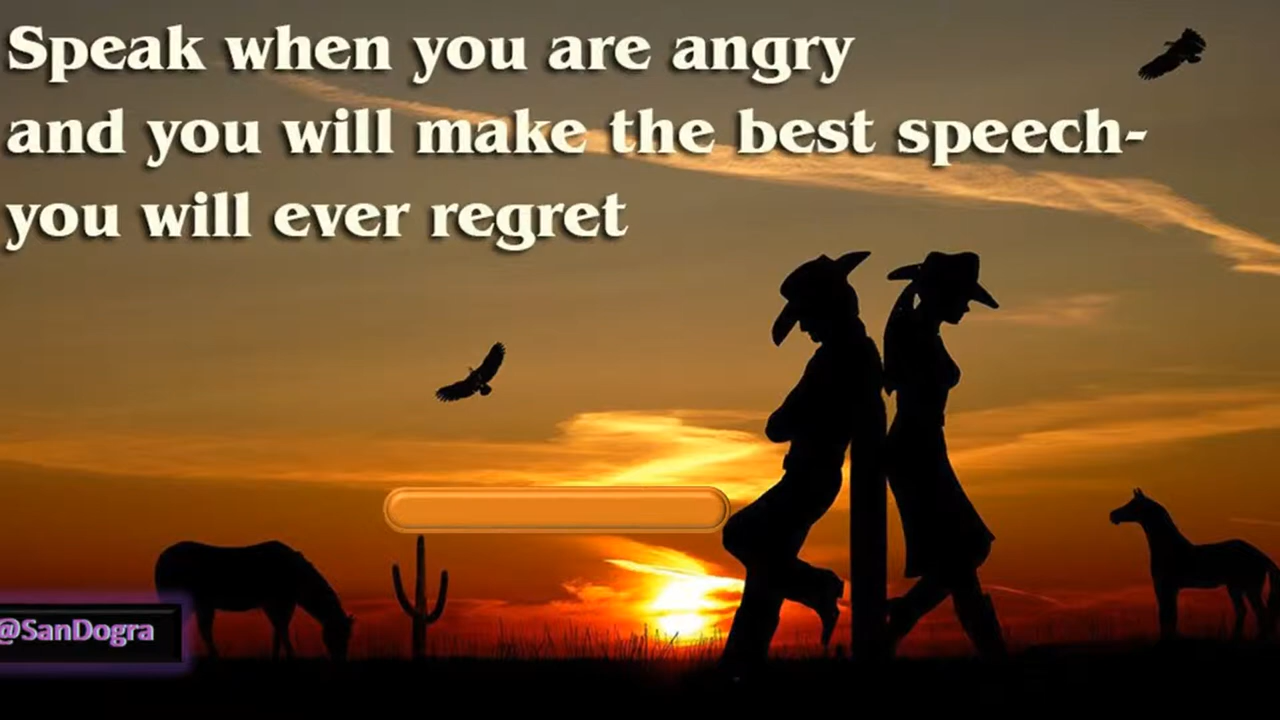 Speak when you are angry
and you will make the best speech-
you will ever regret
@SanDogra